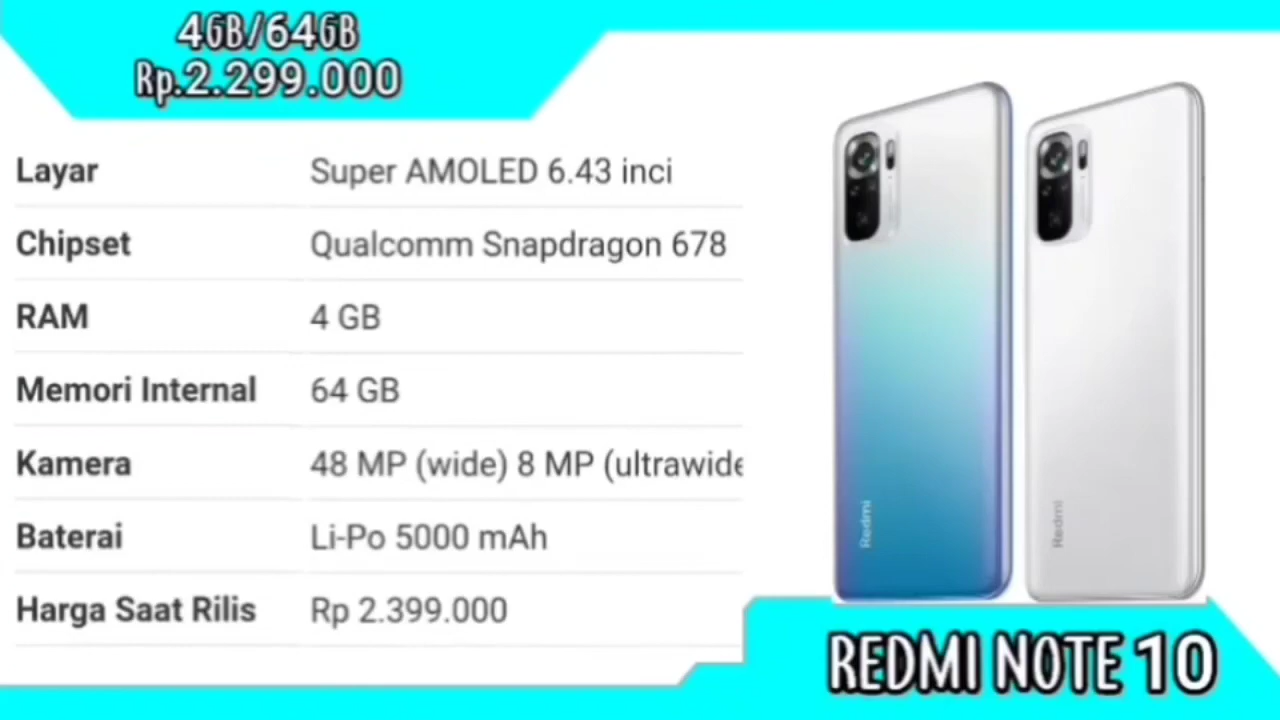 4GB/64GB
Rp.2.299.000
Layar Super AMOLED 6.43 inci
Chipset Qualcomm Snapdragon 678
RAM 4 GB
Memori Internal 64 GB
Kamera 48 MP (wide) 8 MP (ultrawide
Baterai Li-Po 5000 mAh
Harga Saat Rilis Rp 2.399.000
Redmi
Redmi
REDMI NOTE 10